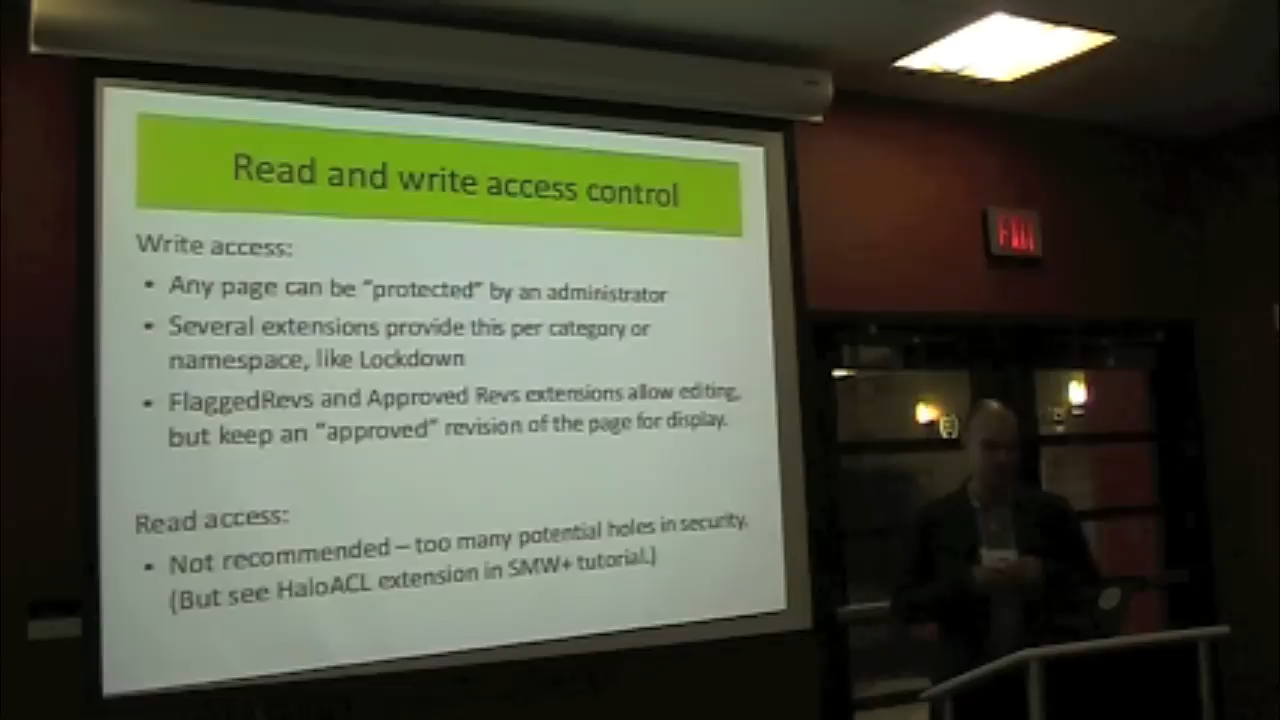 Read and write access control
Write access:
• Any page can be “protected” by an administrator
• Several extensions provide this per category or
namespace, like Lockdown
• FlaggedRevs and Approved Revs extensions allow editing,
but keep an “approved” revision of the page for display.
Read access:
• Not recommended – too many potential holes in security.
(But see HaloACL extension in SMW+ tutorial.)
EXIT